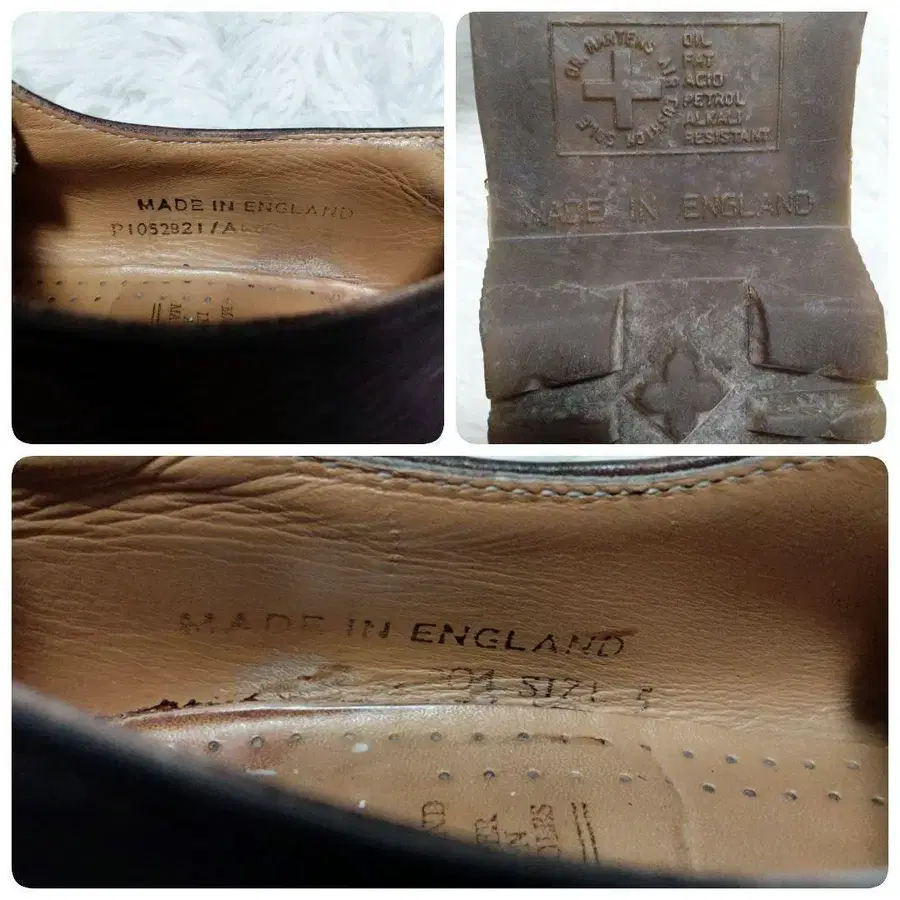 MADE IN ENGLAND
P1052821/A
DR. MARTENS AIR CUSHION SOLE
OIL
FAT
ACID
PETROL
ALKALI
RESISTANT
MADE IN ENGLAND
MADE IN ENGLAND
04 SIZE